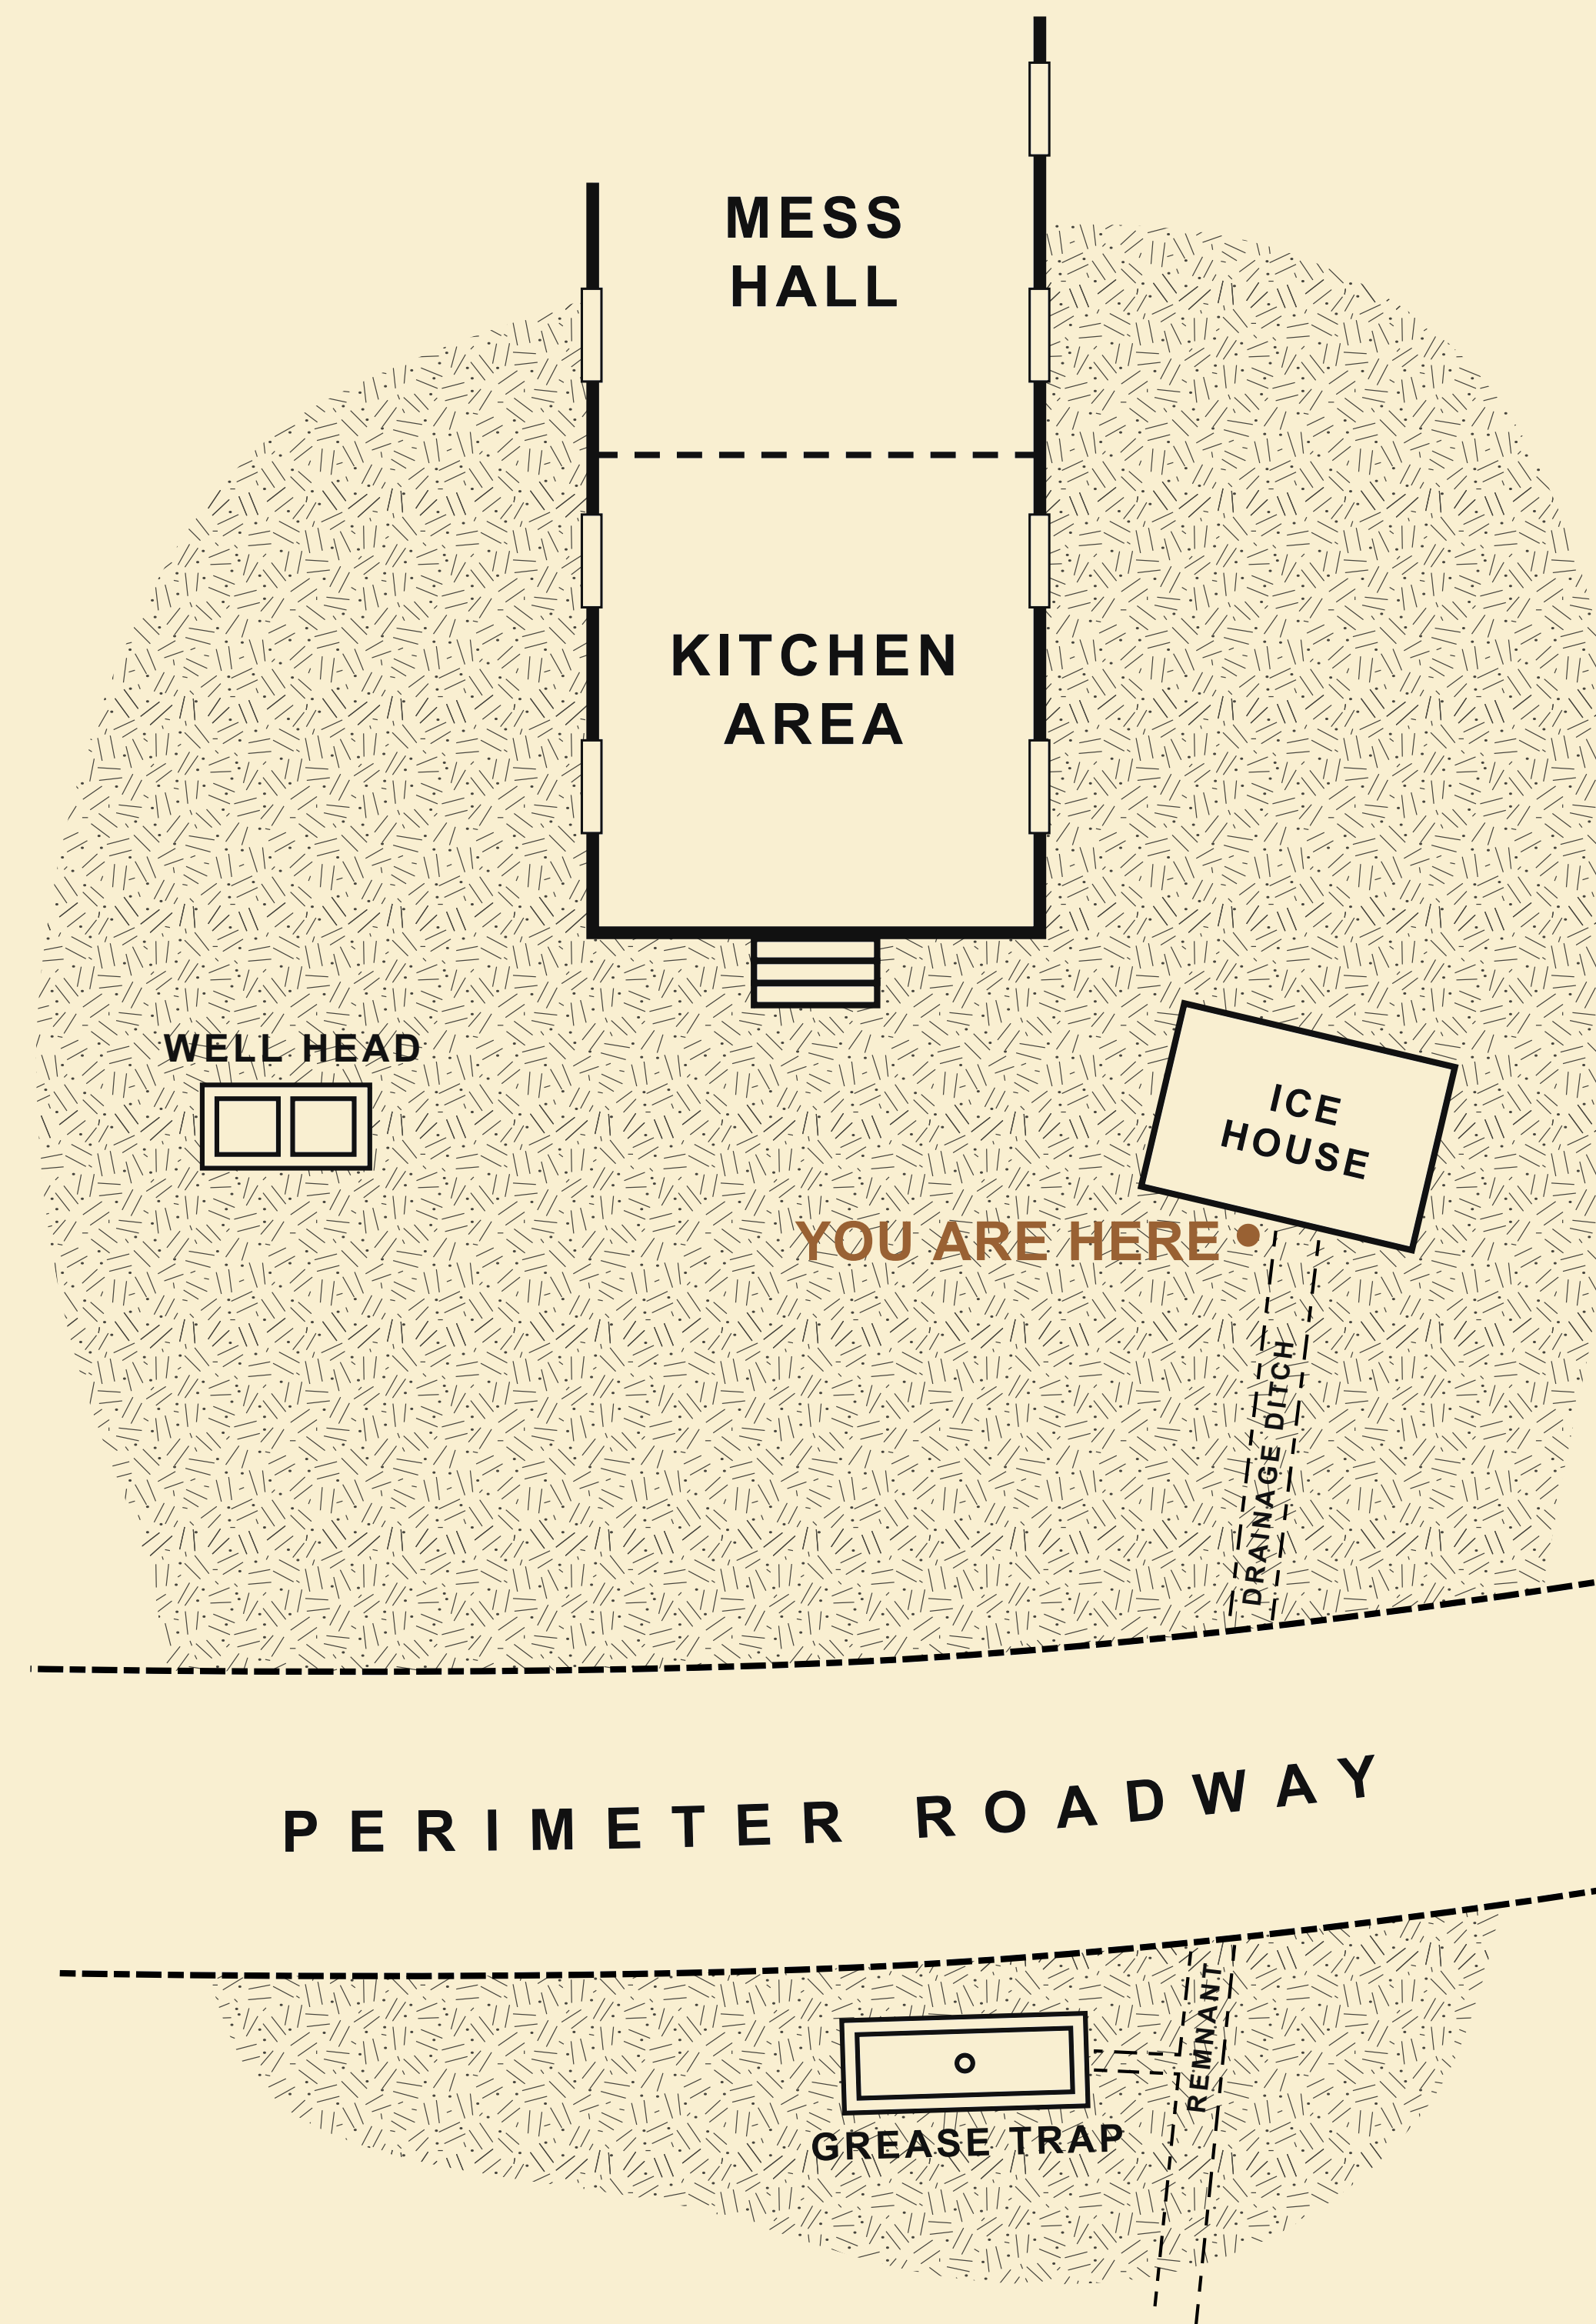 MESS
HALL
KITCHEN
AREA
WELL HEAD
ICE
HOUSE
YOU ARE HERE
DRAINAGE DITCH
PERIMETER ROADWAY
REMNANT
GREASE TRAP